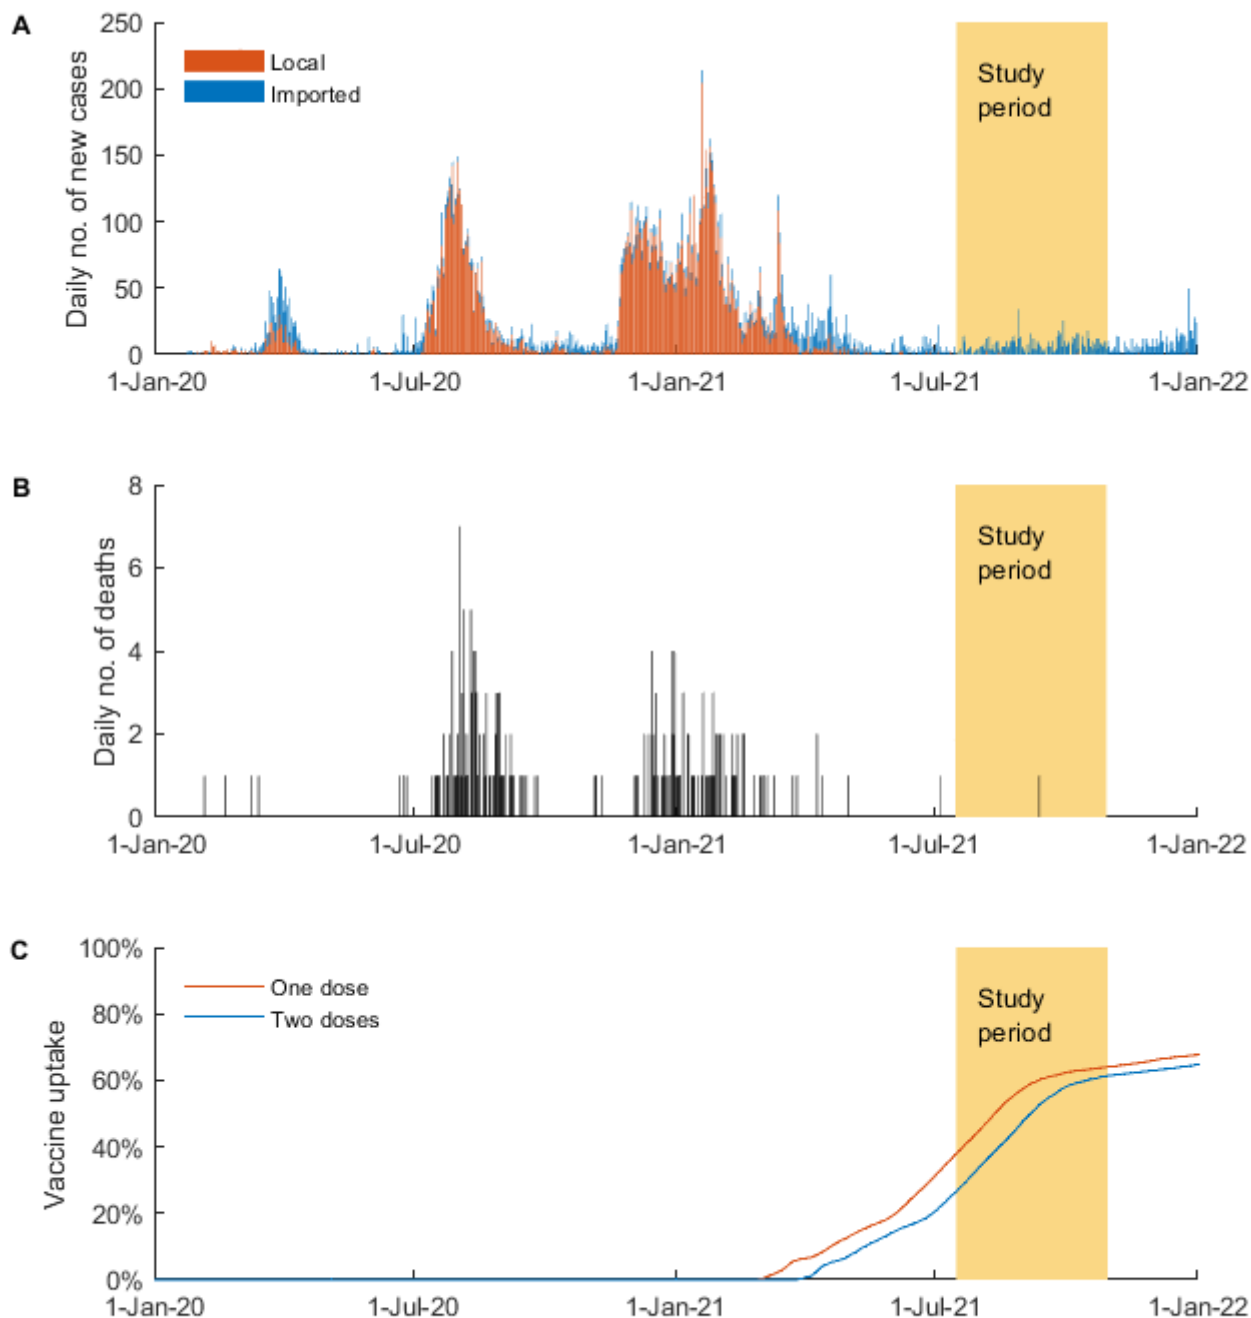 A
Daily no. of new cases
250
200
150
100
50
0
Local
Imported
Study
period
1-Jan-20
1-Jul-20
1-Jan-21
1-Jul-21
1-Jan-22
B
Daily no. of deaths
8
6
4
2
0
Study
period
1-Jan-20
1-Jul-20
1-Jan-21
1-Jul-21
1-Jan-22
C
Vaccine uptake
100%
80%
60%
40%
20%
0%
One dose
Two doses
Study
period
1-Jan-20
1-Jul-20
1-Jan-21
1-Jul-21
1-Jan-22